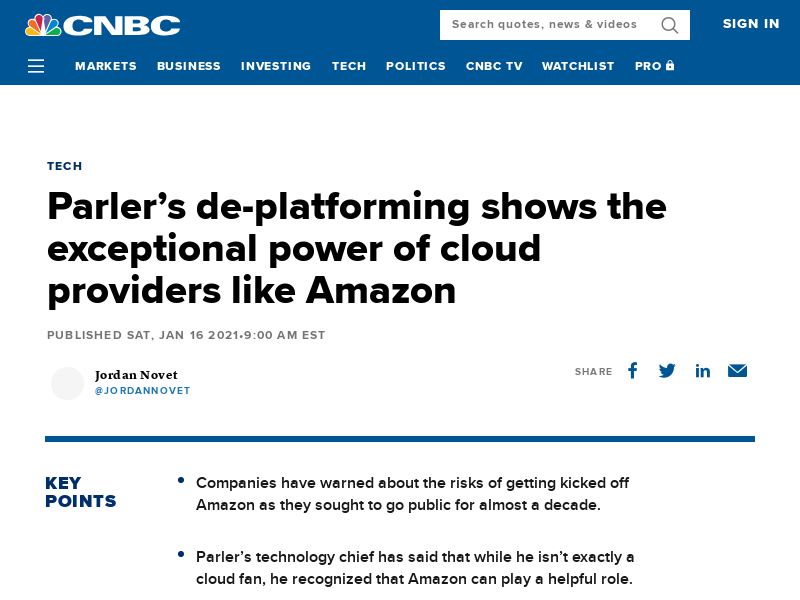 CNBC
Search quotes, news & videos
SIGN IN
MARKETS BUSINESS INVESTING TECH POLITICS CNBC TV WATCHLIST PRO
TECH
Parler’s de-platforming shows the
exceptional power of cloud
providers like Amazon
PUBLISHED SAT, JAN 16 2021•9:00 AM EST
Jordan Novet
@JORDANNOVET
SHARE
KEY
POINTS
• Companies have warned about the risks of getting kicked off
Amazon as they sought to go public for almost a decade.
• Parler’s technology chief has said that while he isn’t exactly a
cloud fan, he recognized that Amazon can play a helpful role.